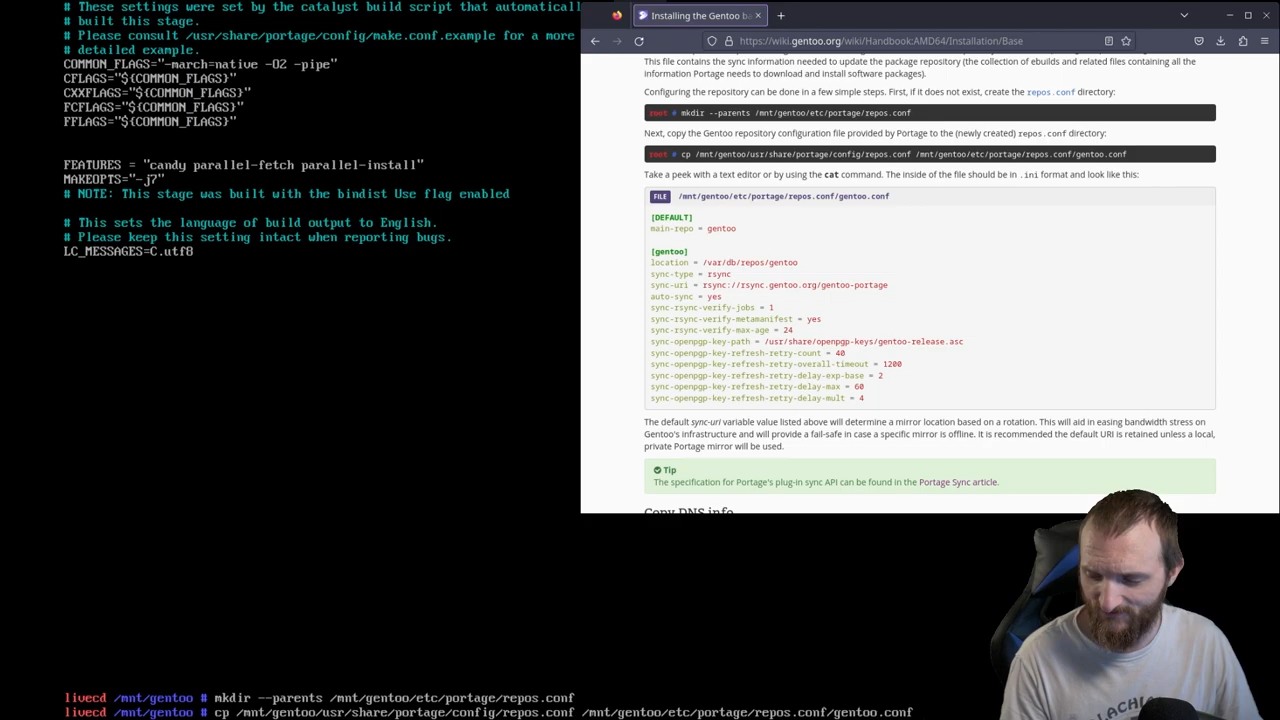 # These settings were set by the catalyst build script that automatically
# built this stage.
# Please consult /usr/share/portage/config/make.conf.example for a more
# detailed example.
COMMON_FLAGS="-march=native -O2 -pipe"
CFLAGS="${COMMON_FLAGS}"
CXXFLAGS="${COMMON_FLAGS}"
FCFLAGS="${COMMON_FLAGS}"
FFLAGS="${COMMON_FLAGS}"
FEATURES = "candy parallel-fetch parallel-install"
MAKEOPTS="-j7"
# NOTE: This stage was built with the bindist Use flag enabled
# This sets the language of build output to English.
# Please keep this setting intact when reporting bugs.
LC_MESSAGES=C.utf8
livecd /mnt/gentoo # mkdir --parents /mnt/gentoo/etc/portage/repos.conf
livecd /mnt/gentoo # cp /mnt/gentoo/usr/share/portage/config/repos.conf /mnt/gentoo/etc/portage/repos.conf/gentoo.conf
Installing the Gentoo ba
https://wiki.gentoo.org/wiki/Handbook:AMD64/Installation/Base
This file contains the sync information needed to update the package repository (the collection of ebuilds and related files containing all the
information Portage needs to download and install software packages).
Configuring the repository can be done in a few simple steps. First, if it does not exist, create the repos.conf directory:
root # mkdir --parents /mnt/gentoo/etc/portage/repos.conf
Next, copy the Gentoo repository configuration file provided by Portage to the (newly created) repos.conf directory:
root # cp /mnt/gentoo/usr/share/portage/config/repos.conf /mnt/gentoo/etc/portage/repos.conf/gentoo.conf
Take a peek with a text editor or by using the cat command. The inside of the file should be in .ini format and look like this:
FILE /mnt/gentoo/etc/portage/repos.conf/gentoo.conf
[DEFAULT]
main-repo = gentoo
[gentoo]
location = /var/db/repos/gentoo
sync-type = rsync
sync-uri = rsync://rsync.gentoo.org/gentoo-portage
auto-sync = yes
sync-rsync-verify-jobs = 1
sync-rsync-verify-metamanifest = yes
sync-rsync-verify-max-age = 24
sync-openpgp-key-path = /usr/share/openpgp-keys/gentoo-release.asc
sync-openpgp-key-refresh-retry-count = 40
sync-openpgp-key-refresh-retry-overall-timeout = 1200
sync-openpgp-key-refresh-retry-delay-exp-base = 2
sync-openpgp-key-refresh-retry-delay-max = 60
sync-openpgp-key-refresh-retry-delay-mult = 4
The default sync-uri variable value listed above will determine a mirror location based on a rotation. This will aid in easing bandwidth stress on
Gentoo's infrastructure and will provide a fail-safe in case a specific mirror is offline. It is recommended the default URI is retained unless a local,
private Portage mirror will be used.
Tip
The specification for Portage's plug-in sync API can be found in the Portage Sync article.
Copy DNS info